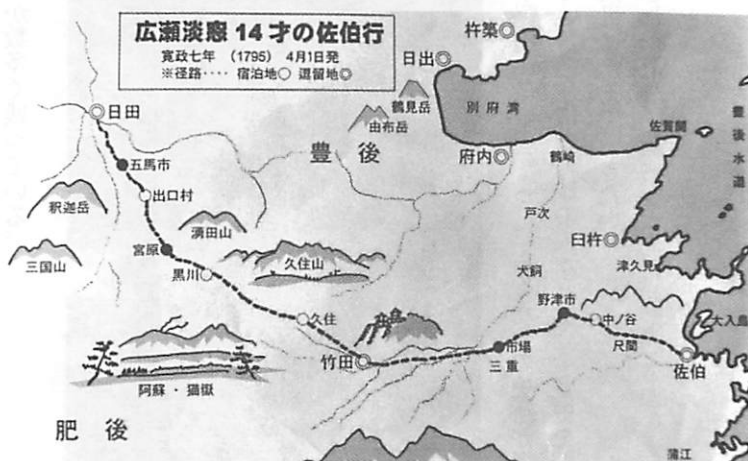 広瀬淡窓14才の佐伯行
寛政七年 （1795） 4月1日発
※径路‥‥ 宿泊地○ 逗留地◎
杵築
日出
日田
鶴見岳
別府湾
由布岳
豊後水道
佐賀関
豊後
府内
鶴崎
五馬市
出口村
釈迦岳
涌田山
戸次
臼杵
宮原
三国山
久住山
津久見
黒川
犬飼
野津市
大入島
久住
中ノ谷
尺間
竹田
市場
三重
佐伯
阿蘇・猫嶽
肥後
蒲江